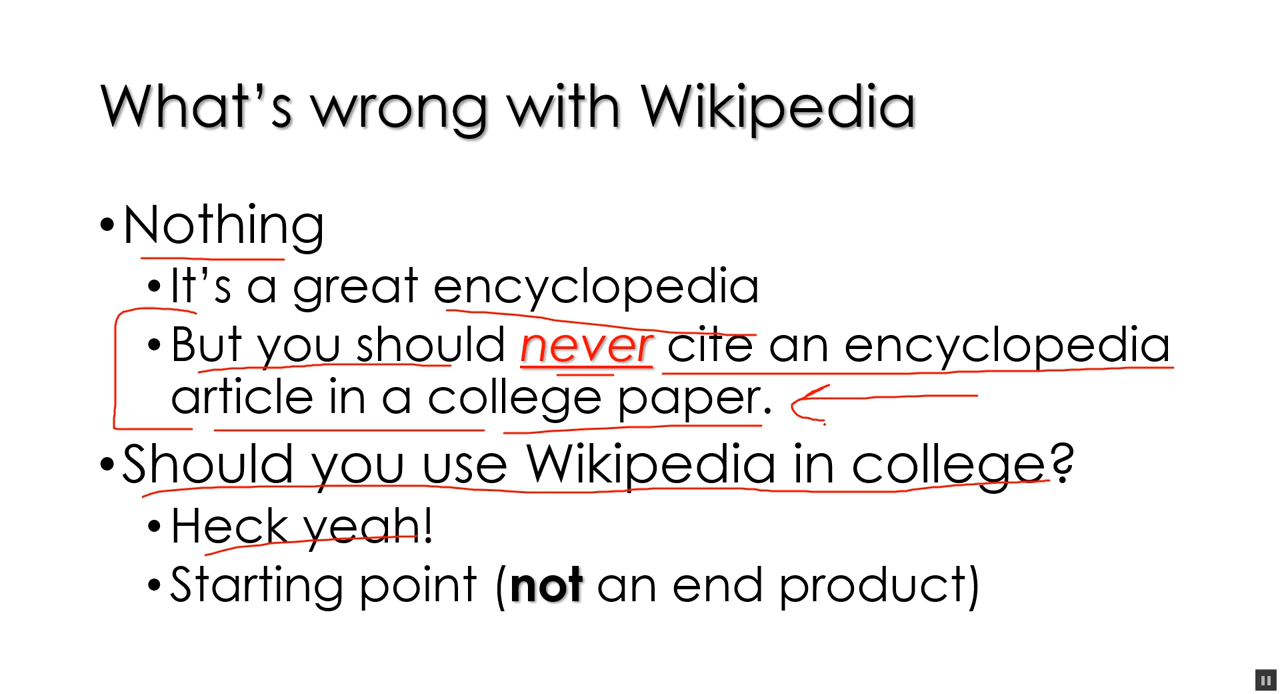 What’s wrong with Wikipedia
•Nothing
•It’s a great encyclopedia
•But you should never cite an encyclopedia
article in a college paper.
•Should you use Wikipedia in college?
•Heck yeah!
•Starting point (not an end product)